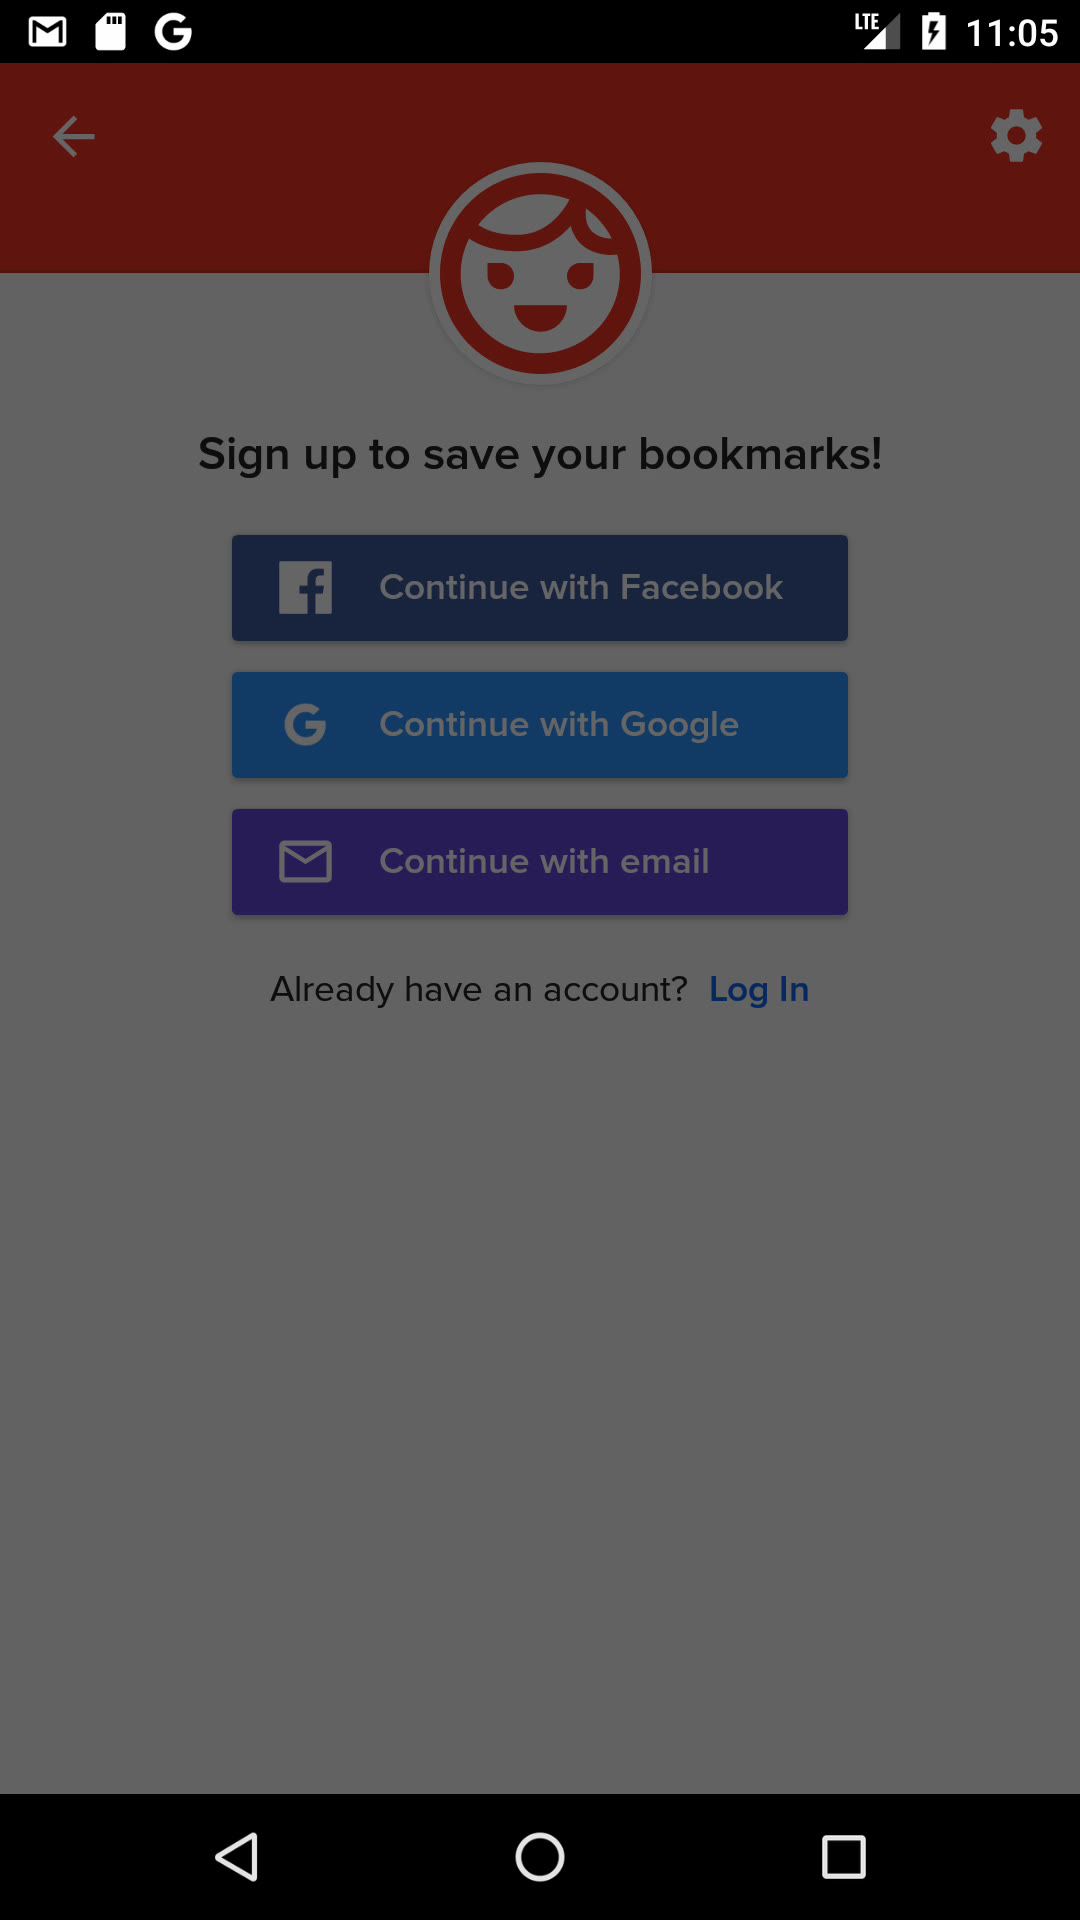 LTE 11:05
Sign up to save your bookmarks!
Continue with Facebook
Continue with Google
Continue with email
Already have an account? Log In